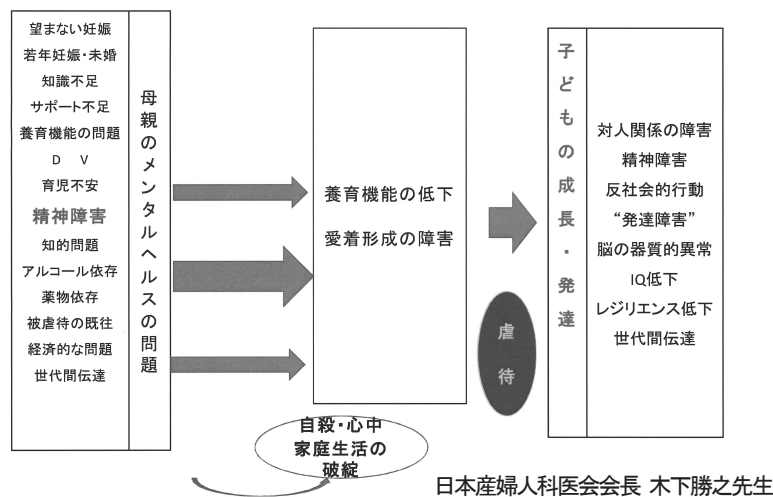 望まない妊娠
若年妊娠・未婚
知識不足
サポート不足
養育機能の問題
D V
育児不安
精神障害
知的問題
アルコール依存
薬物依存
被虐待の既往
経済的な問題
世代間伝達
母親のメンタルヘルスの問題
養育機能の低下
愛着形成の障害
自殺・心中
家庭生活の
破綻
虐待
子どもの成長・発達
対人関係の障害
精神障害
反社会的行動
“発達障害”
脳の器質的異常
IQ低下
レジリエンス低下
世代間伝達
日本産婦人科医会会長 木下勝之先生